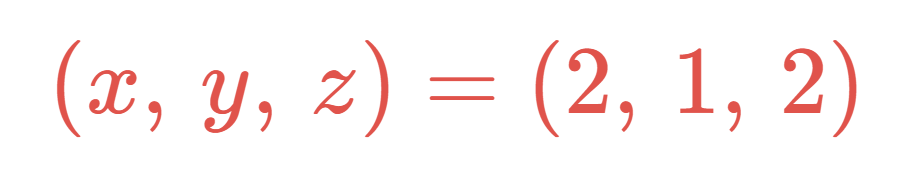 (x, y, z) = (2, 1, 2)